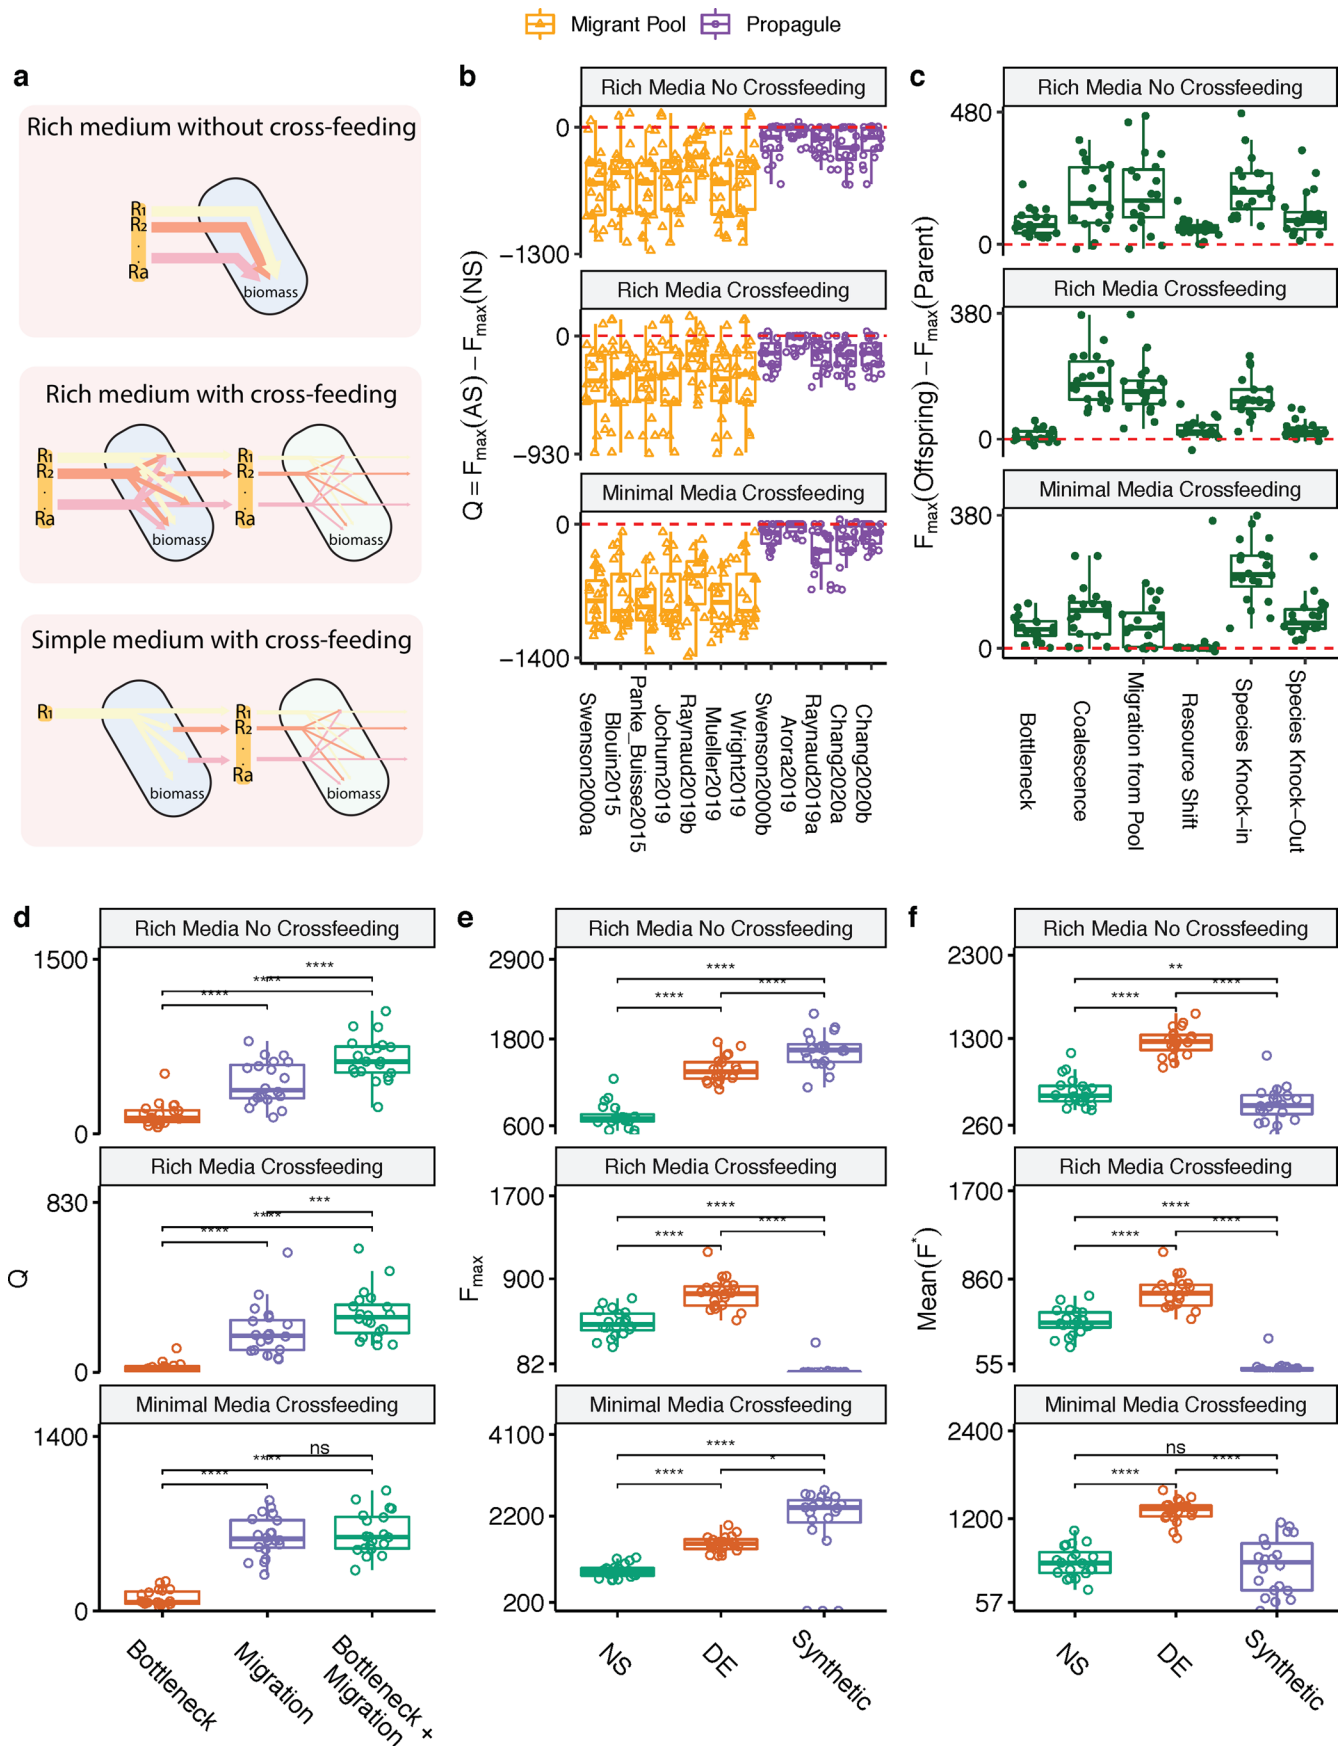 Migrant Pool Propagule
a
Rich medium without cross-feeding
R1
R2
.
.
Ra
biomass
Rich medium with cross-feeding
R1
R2
.
.
Ra
biomass
R1
R2
.
.
Ra
biomass
Simple medium with cross-feeding
R1
R1
R2
.
.
Ra
biomass
biomass
b
Q = Fmax(AS) − Fmax(NS)
Rich Media No Crossfeeding
0
−1300
Rich Media Crossfeeding
0
−930
Minimal Media Crossfeeding
0
−1400
Swenson2000a
Blouin2015
Panke_Buisse2015
Jochum2019
Raynaud2019b
Mueller2019
Wright2019
Swenson2000b
Arora2019
Raynaud2019a
Chang2020a
Chang2020b
c
Fmax(Offspring) − Fmax(Parent)
Rich Media No Crossfeeding
480
0
Rich Media Crossfeeding
380
0
Minimal Media Crossfeeding
380
0
Bottleneck
Coalescence
Migration from Pool
Resource Shift
Species Knock−in
Species Knock−Out
d
Q
Rich Media No Crossfeeding
1500
0
****
****
****
Rich Media Crossfeeding
830
0
***
****
****
Minimal Media Crossfeeding
1400
0
ns
****
****
Bottleneck
Migration
Bottleneck +
Migration
e
Fmax
Rich Media No Crossfeeding
2900
1800
600
****
****
****
Rich Media Crossfeeding
1700
900
82
****
****
****
Minimal Media Crossfeeding
4100
2200
200
****
*
****
NS
DE
Synthetic
f
Mean(F*)
Rich Media No Crossfeeding
2300
1300
260
**
****
****
Rich Media Crossfeeding
1700
860
55
****
****
****
Minimal Media Crossfeeding
2400
1200
57
ns
****
****
NS
DE
Synthetic